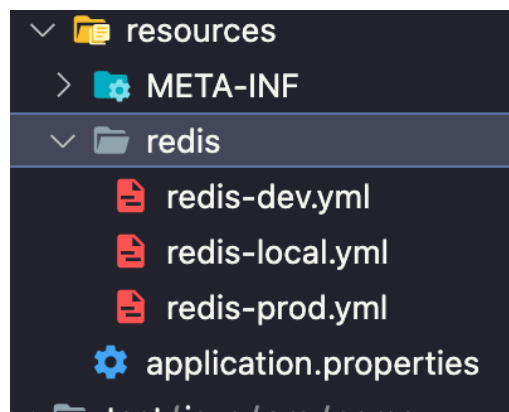 resources
META-INF
redis
redis-dev.yml
redis-local.yml
redis-prod.yml
application.properties